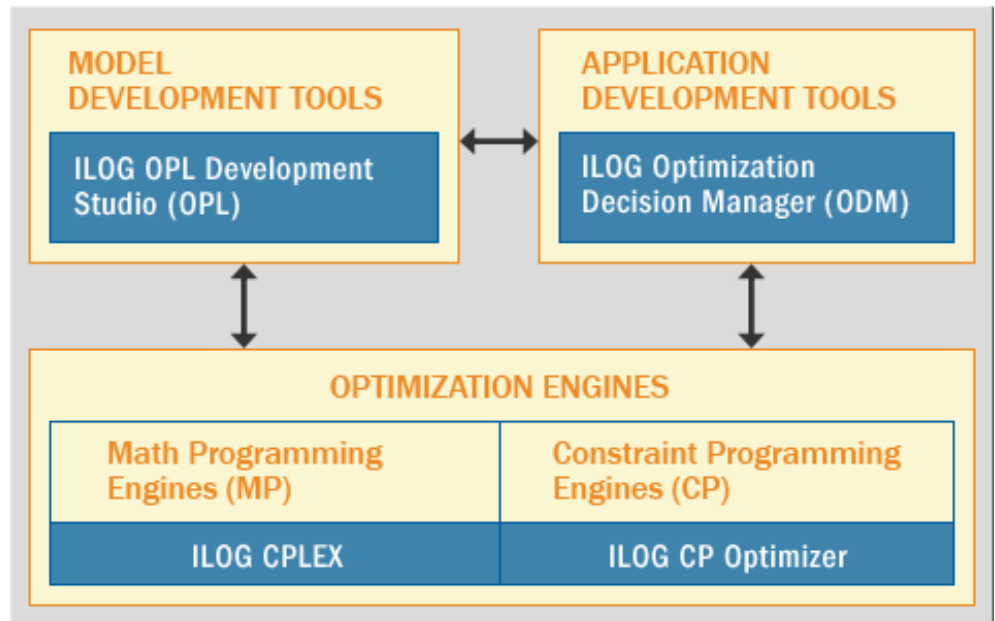 MODEL
DEVELOPMENT TOOLS
ILOG OPL Development
Studio (OPL)
APPLICATION
DEVELOPMENT TOOLS
ILOG Optimization
Decision Manager (ODM)
OPTIMIZATION ENGINES
Math Programming
Engines (MP)
Constraint Programming
Engines (CP)
ILOG CPLEX
ILOG CP Optimizer